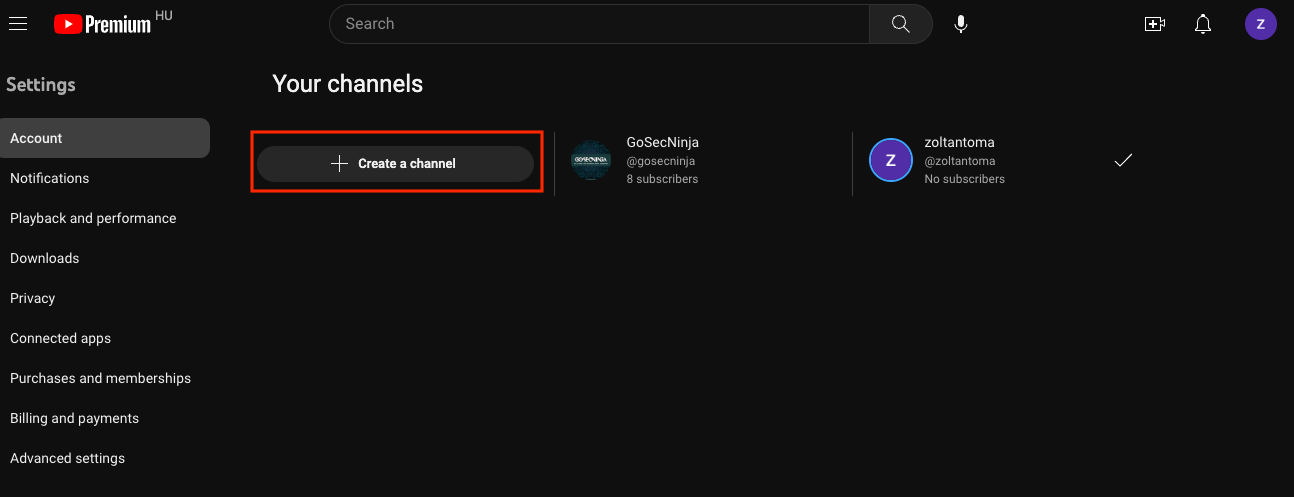 Premium HU
Search
Z
Settings
Your channels
Account
Create a channel
GoSecNinja
@gosecninja
8 subscribers
GOSECNINJA
Z
zoltantoma
@zoltantoma
No subscribers
Notifications
Playback and performance
Downloads
Privacy
Connected apps
Purchases and memberships
Billing and payments
Advanced settings